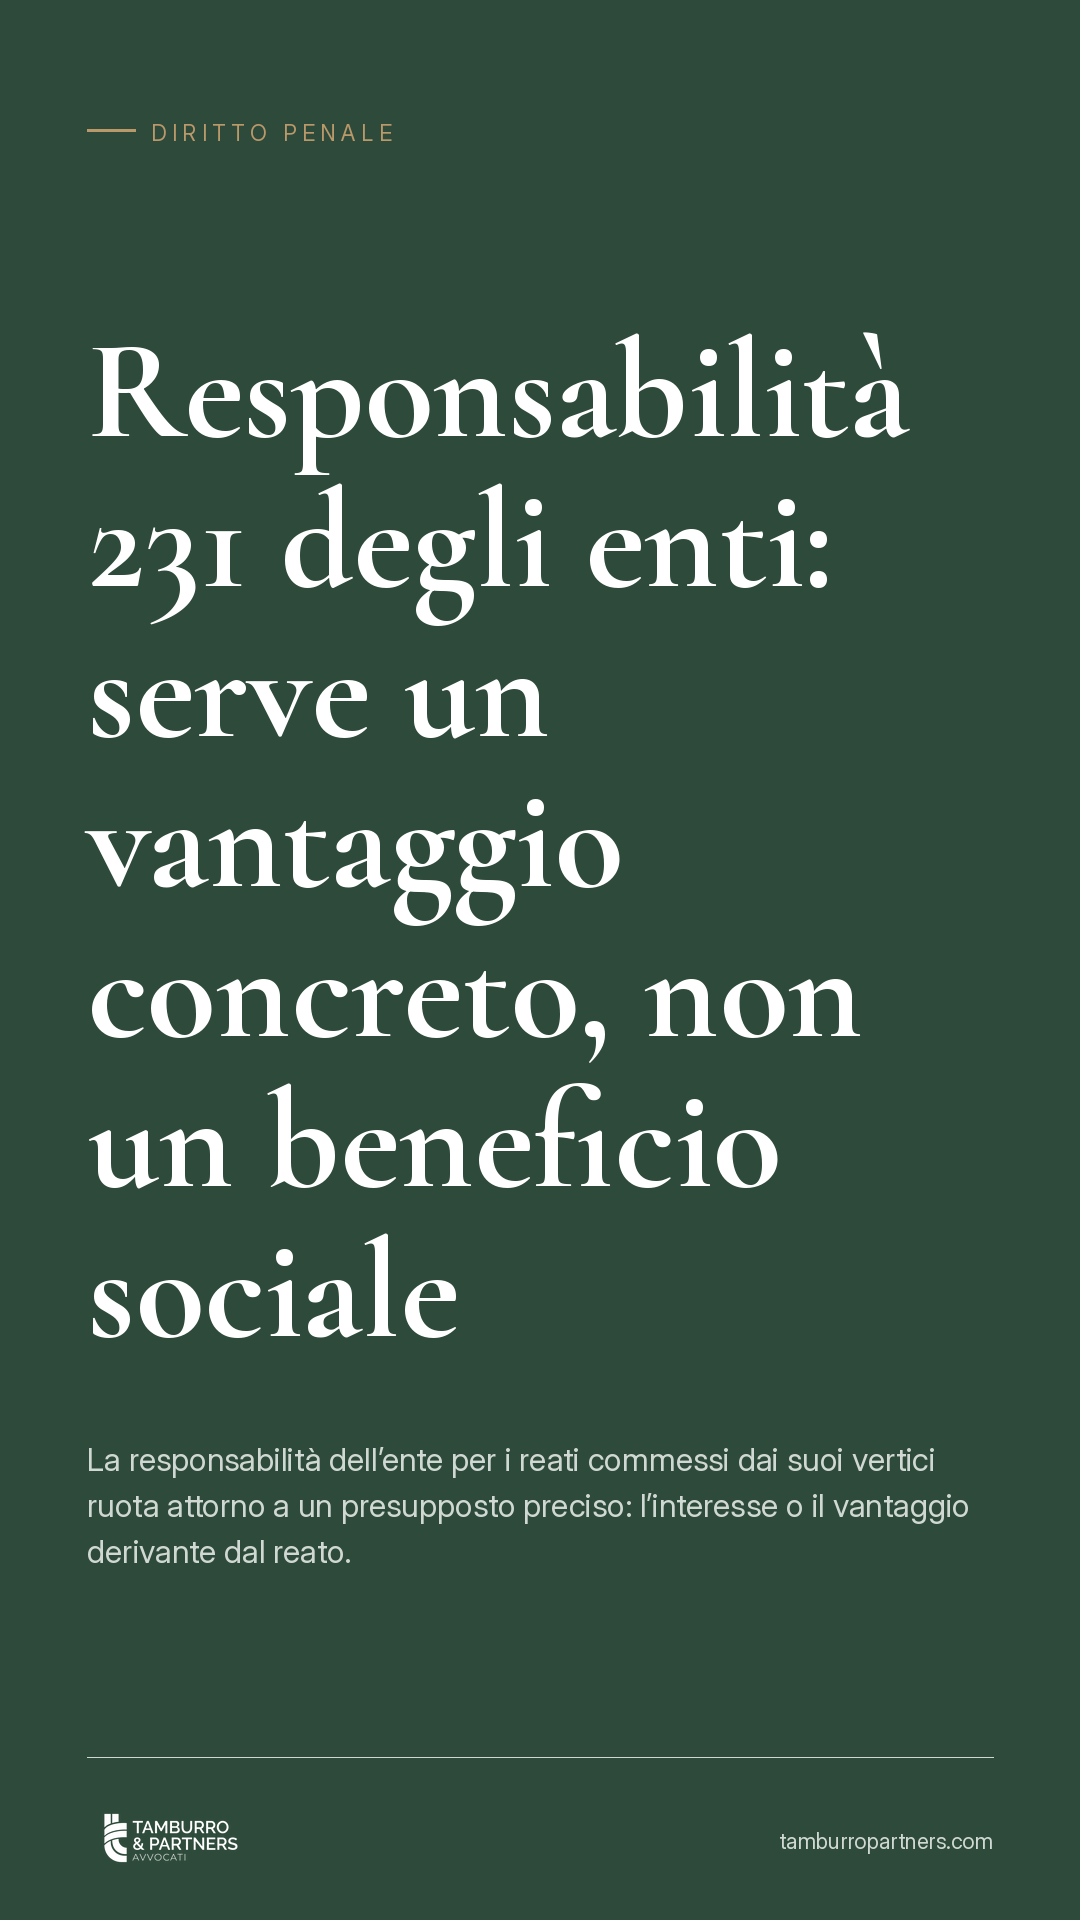 DIRITTO PENALE
Responsabilità
231 degli enti:
serve un
vantaggio
concreto, non
un beneficio
sociale
La responsabilità dell’ente per i reati commessi dai suoi vertici
ruota attorno a un presupposto preciso: l’interesse o il vantaggio
derivante dal reato.
TAMBURRO
& PARTNERS
AVVOCATI
tamburropartners.com